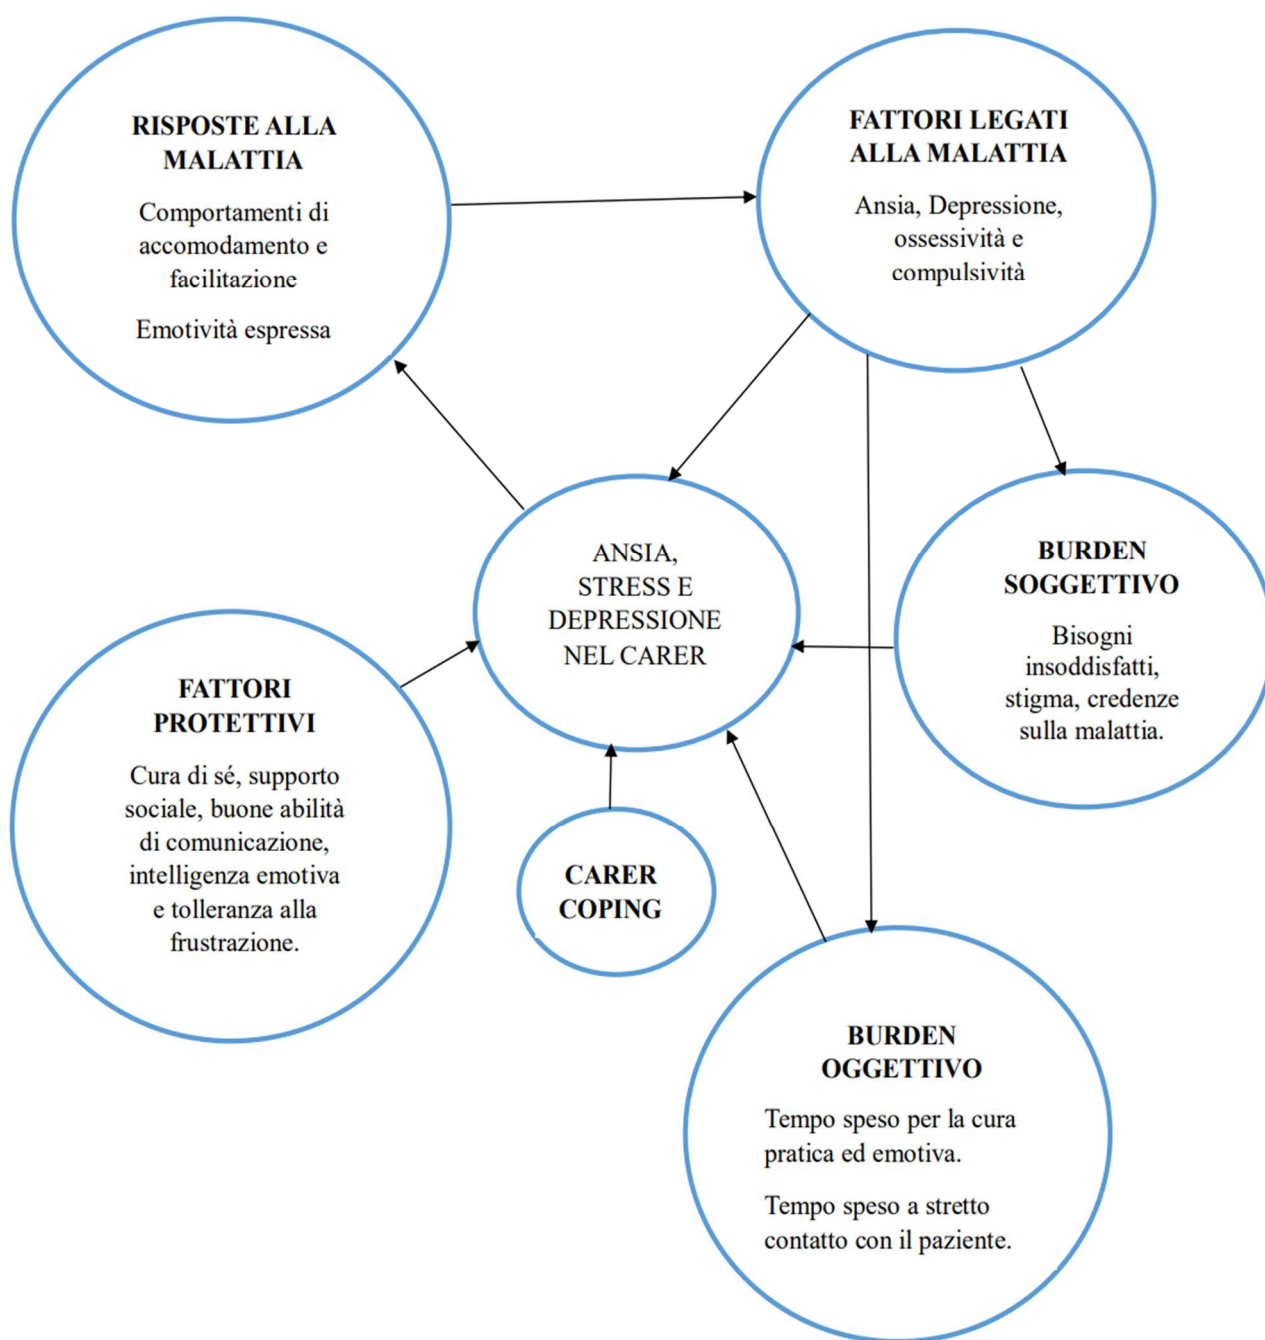 RISPOSTE ALLA
MALATTIA
Comportamenti di
accomodamento e
facilitazione
Emotività espressa
FATTORI LEGATI
ALLA MALATTIA
Ansia, Depressione,
ossessività e
compulsività
ANSIA,
STRESS E
DEPRESSIONE
NEL CARER
BURDEN
SOGGETTIVO
Bisogni
insoddisfatti,
stigma, credenze
sulla malattia.
FATTORI
PROTETTIVI
Cura di sé, supporto
sociale, buone abilità
di comunicazione,
intelligenza emotiva
e tolleranza alla
frustrazione.
CARER
COPING
BURDEN
OGGETTIVO
Tempo speso per la cura
pratica ed emotiva.
Tempo speso a stretto
contatto con il paziente.